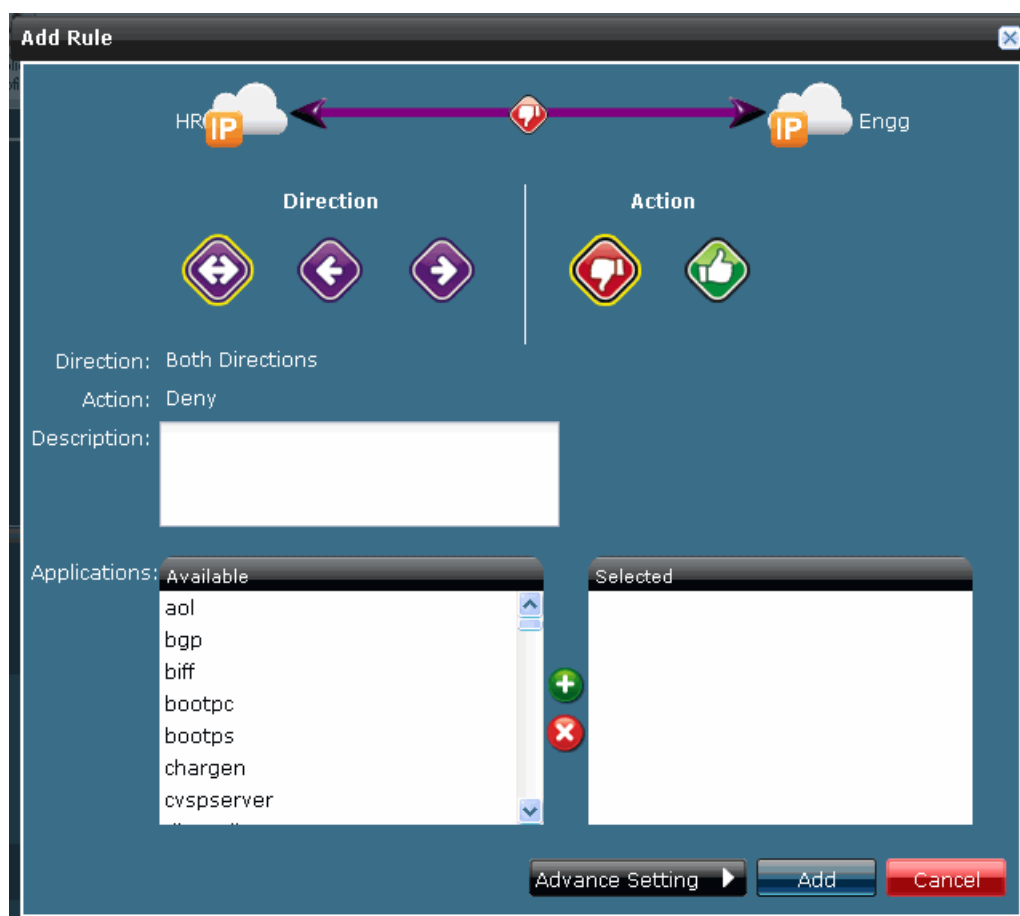 Add Rule
HR IP
IP Engg
Direction
Action
Direction: Both Directions
Action: Deny
Description:
Applications:
Available
Selected
aol
bgp
biff
bootpc
bootps
chargen
cvspserver
Advance Setting
Add
Cancel